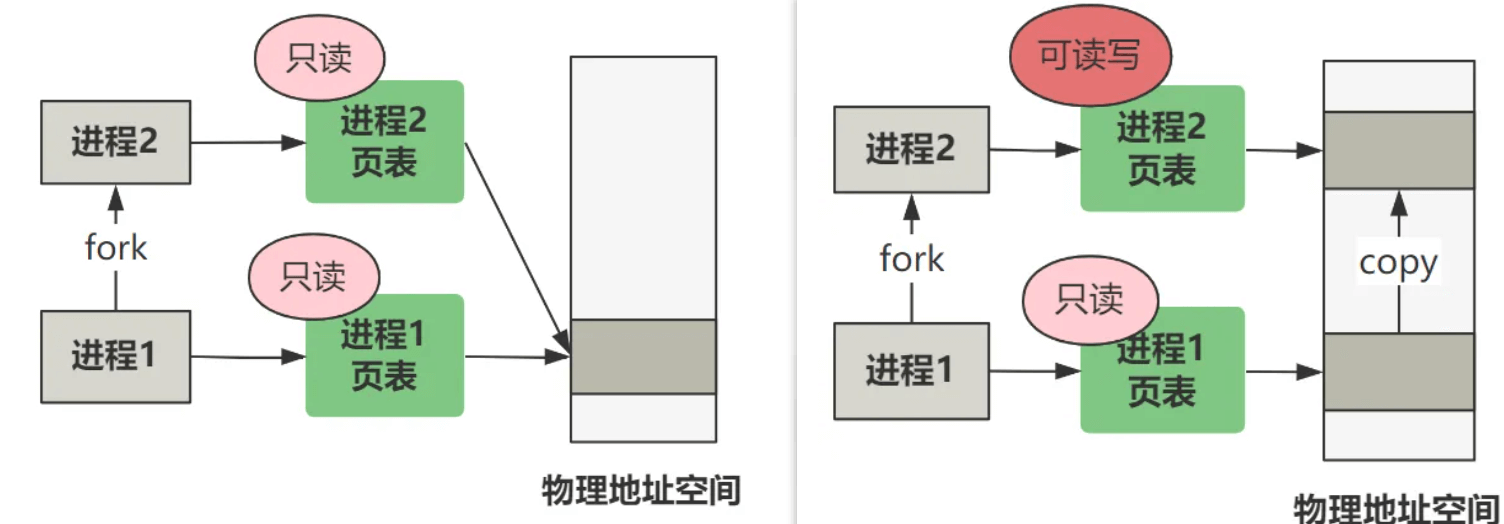 只读
进程2
进程2
页表
fork
只读
进程1
进程1
页表
物理地址空间
可读写
进程2
进程2
页表
fork
copy
只读
进程1
进程1
页表
物理地址空间